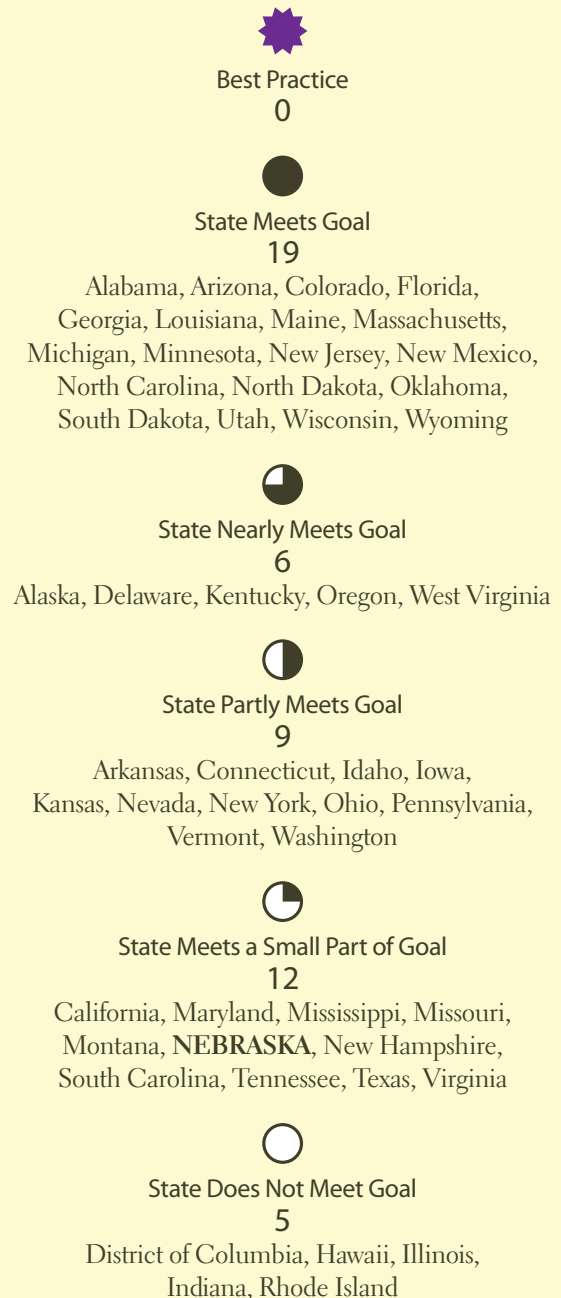 Best Practice
0
State Meets Goal
19
Alabama, Arizona, Colorado, Florida,
Georgia, Louisiana, Maine, Massachusetts,
Michigan, Minnesota, New Jersey, New Mexico,
North Carolina, North Dakota, Oklahoma,
South Dakota, Utah, Wisconsin, Wyoming
State Nearly Meets Goal
6
Alaska, Delaware, Kentucky, Oregon, West Virginia
State Partly Meets Goal
9
Arkansas, Connecticut, Idaho, Iowa,
Kansas, Nevada, New York, Ohio, Pennsylvania,
Vermont, Washington
State Meets a Small Part of Goal
12
California, Maryland, Mississippi, Missouri,
Montana, NEBRASKA, New Hampshire,
South Carolina, Tennessee, Texas, Virginia
State Does Not Meet Goal
5
District of Columbia, Hawaii, Illinois,
Indiana, Rhode Island